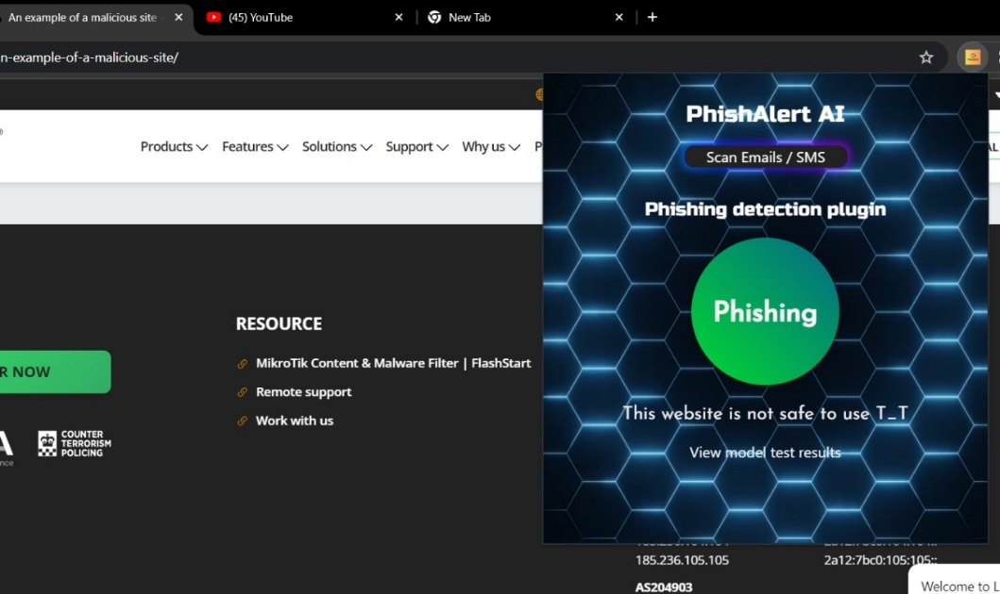 An example of a malicious site
(45) YouTube
New Tab
n-example-of-a-malicious-site/
PhishAlert AI
Scan Emails / SMS
Products
Features
Solutions
Support
Why us
P
AL
Phishing detection plugin
Phishing
This website is not safe to use T_T
View model test results
RESOURCE
MikroTik Content & Malware Filter | FlashStart
Remote support
Work with us
R NOW
A
nce
COUNTER
TERRORISM
POLICING
185.236.105.105
2a12:7bc0:105:105::
AS204903
Welcome to L